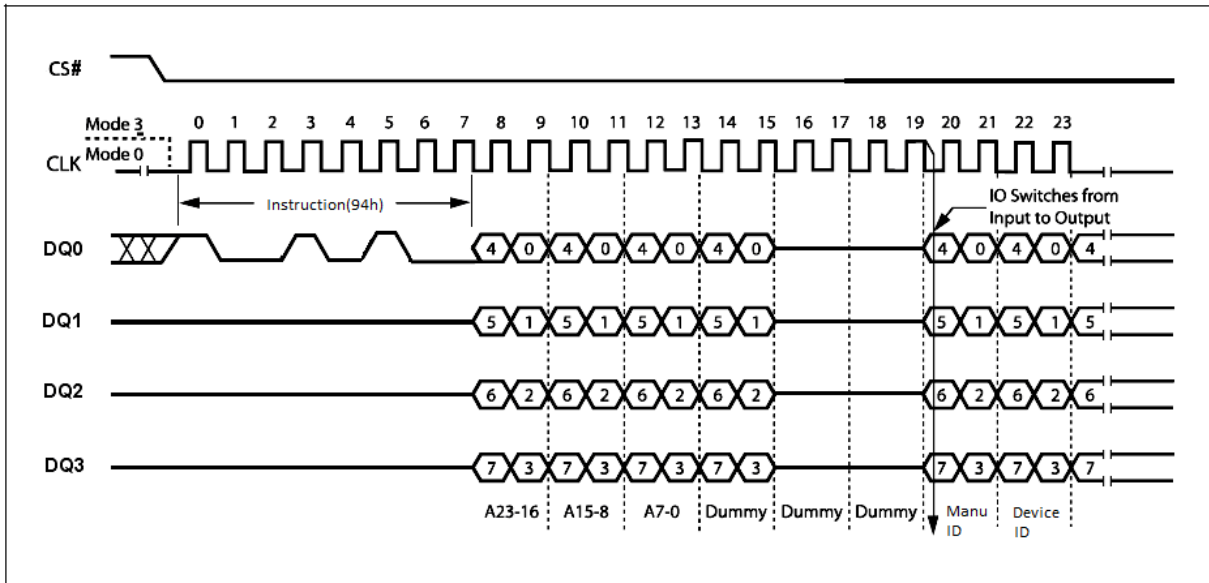 CS#
Mode 3
0 1 2 3 4 5 6 7 8 9 10 11 12 13 14 15 16 17 18 19 20 21 22 23
CLK Mode 0
Instruction(94h)
IO Switches from
Input to Output
DQ0 4 0 4 0 4 0 4 0 4 0 4 0 4
DQ1 5 1 5 1 5 1 5 1 5 1 5 1 5
DQ2 6 2 6 2 6 2 6 2 6 2 6 2 6
DQ3 7 3 7 3 7 3 7 3 7 3 7 3 7
A23-16 A15-8 A7-0 Dummy Dummy Dummy Manu Device
ID ID